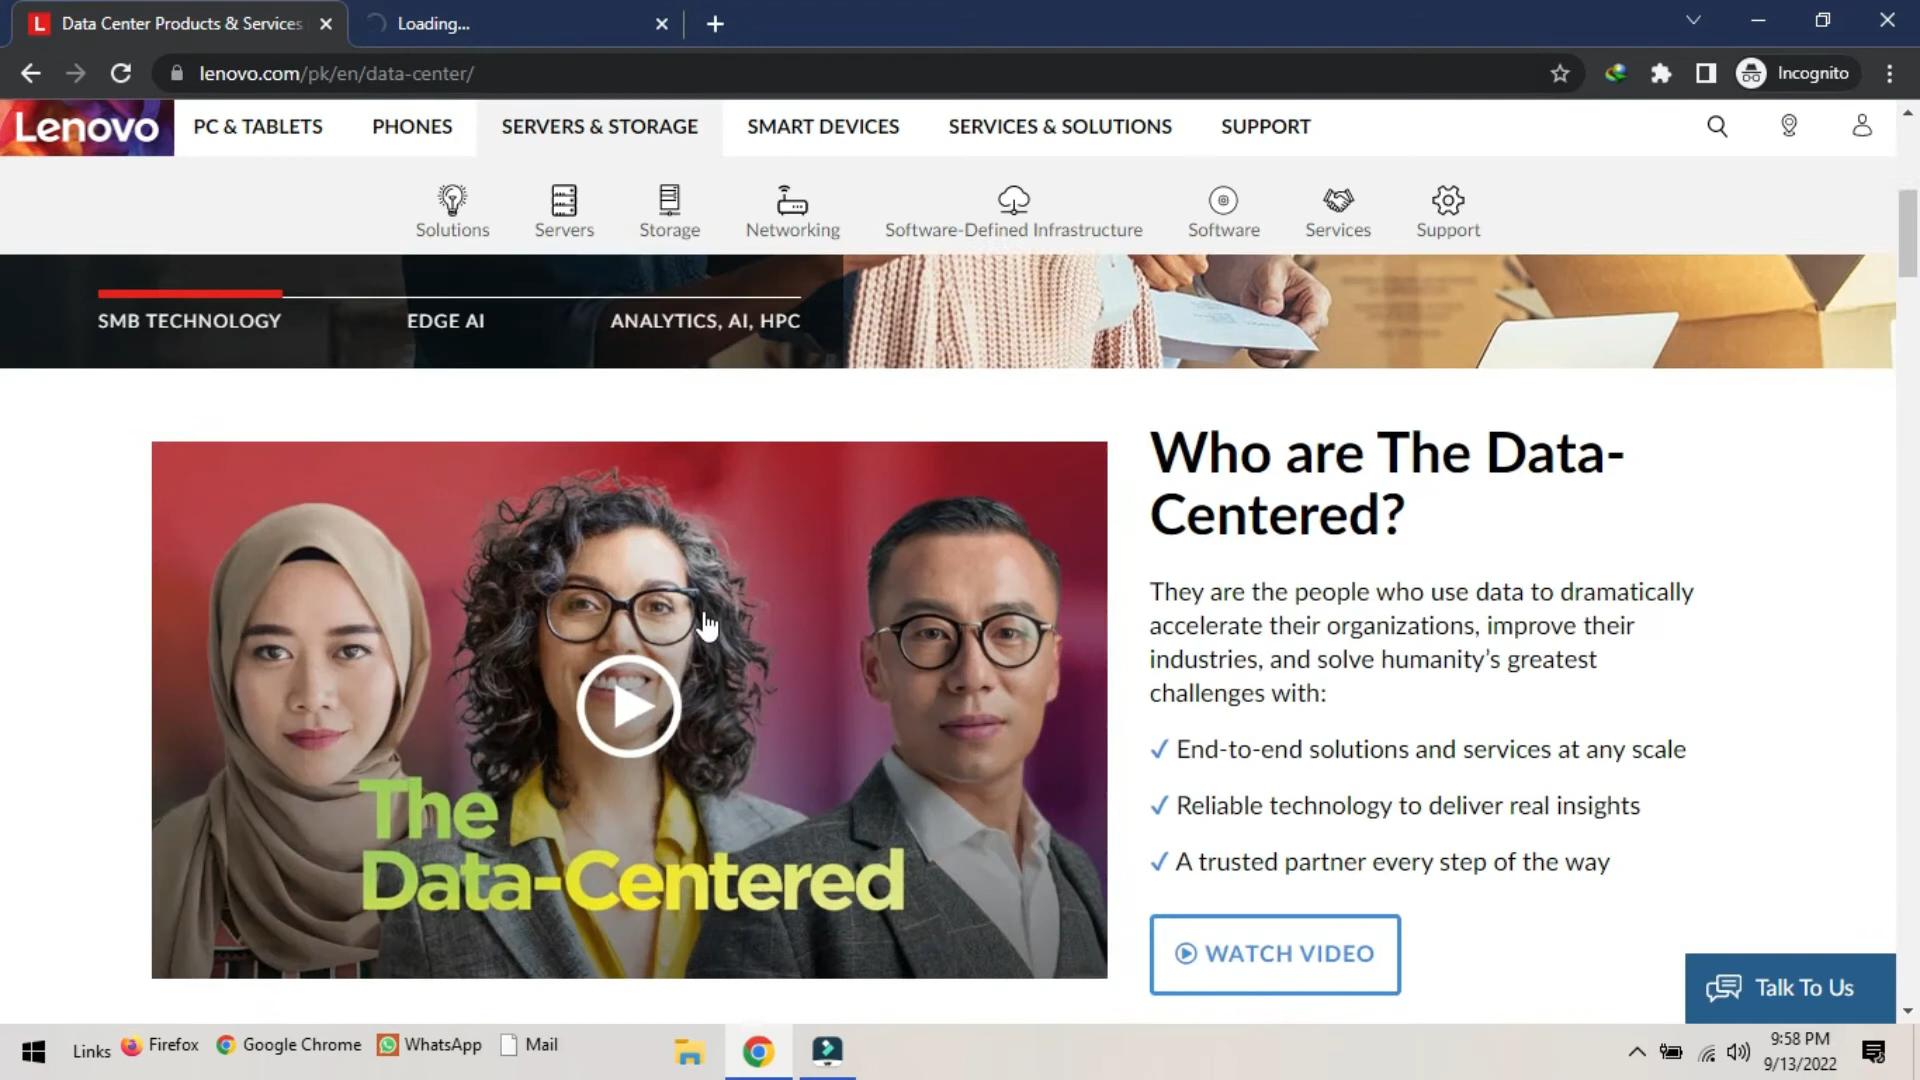 Data Center Products & Services
Loading...
lenovo.com/pk/en/data-center/
Incognito
Lenovo
PC & TABLETS
PHONES
SERVERS & STORAGE
SMART DEVICES
SERVICES & SOLUTIONS
SUPPORT
Solutions
Servers
Storage
Networking
Software-Defined Infrastructure
Software
Services
Support
SMB TECHNOLOGY
EDGE AI
ANALYTICS, AI, HPC
The
Data-Centered
Who are The Data-
Centered?
They are the people who use data to dramatically
accelerate their organizations, improve their
industries, and solve humanity’s greatest
challenges with:
✓ End-to-end solutions and services at any scale
✓ Reliable technology to deliver real insights
✓ A trusted partner every step of the way
WATCH VIDEO
Talk To Us
Links
Firefox
Google Chrome
WhatsApp
Mail
9:58 PM
9/13/2022